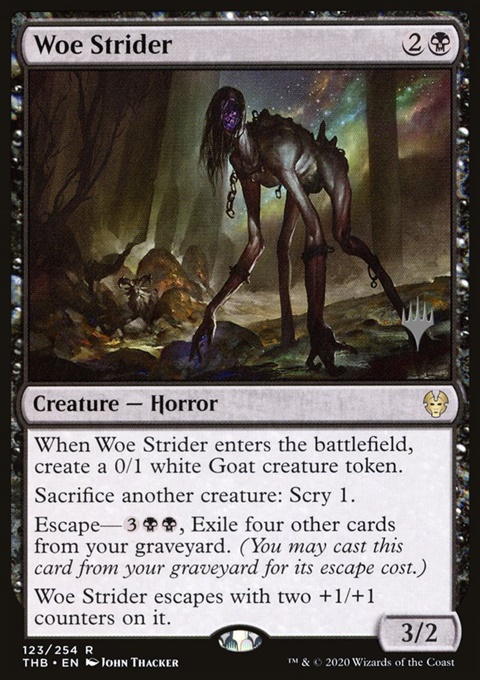 Woe Strider 2
Creature — Horror
When Woe Strider enters the battlefield,
create a 0/1 white Goat creature token.
Sacrifice another creature: Scry 1.
Escape—3, Exile four other cards
from your graveyard. (You may cast this
card from your graveyard for its escape cost.)
Woe Strider escapes with two +1/+1
counters on it.
3/2
123/254 R
THB • EN John Thacker
™ & © 2020 Wizards of the Coast